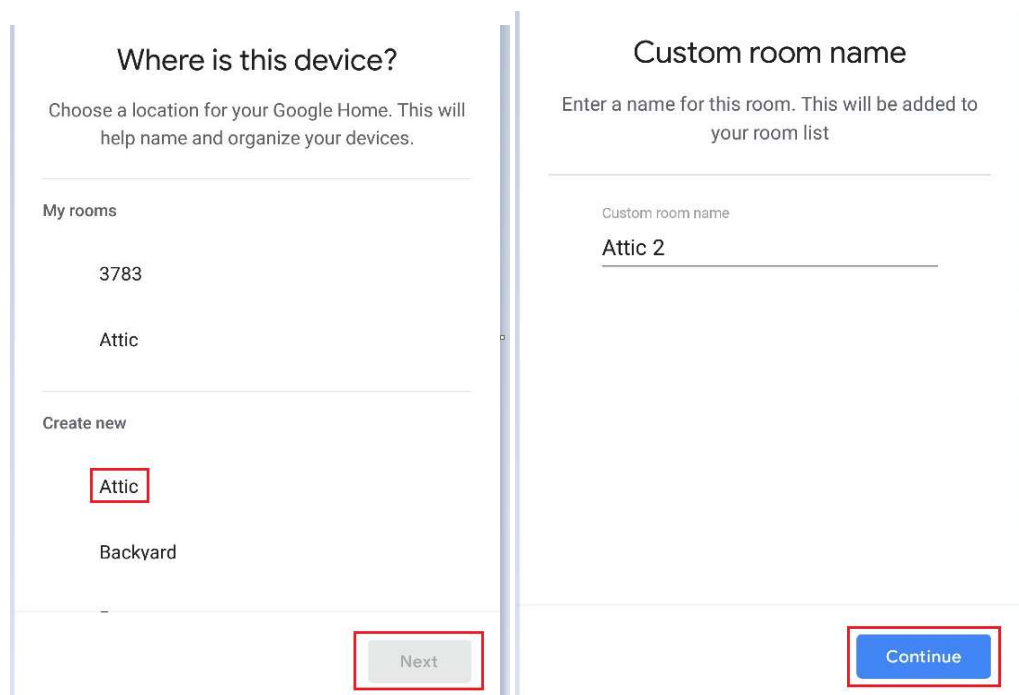 Where is this device?
Choose a location for your Google Home. This will
help name and organize your devices.
My rooms
3783
Attic
Create new
Attic
Backyard
Next
Custom room name
Enter a name for this room. This will be added to
your room list
Custom room name
Attic 2
Continue